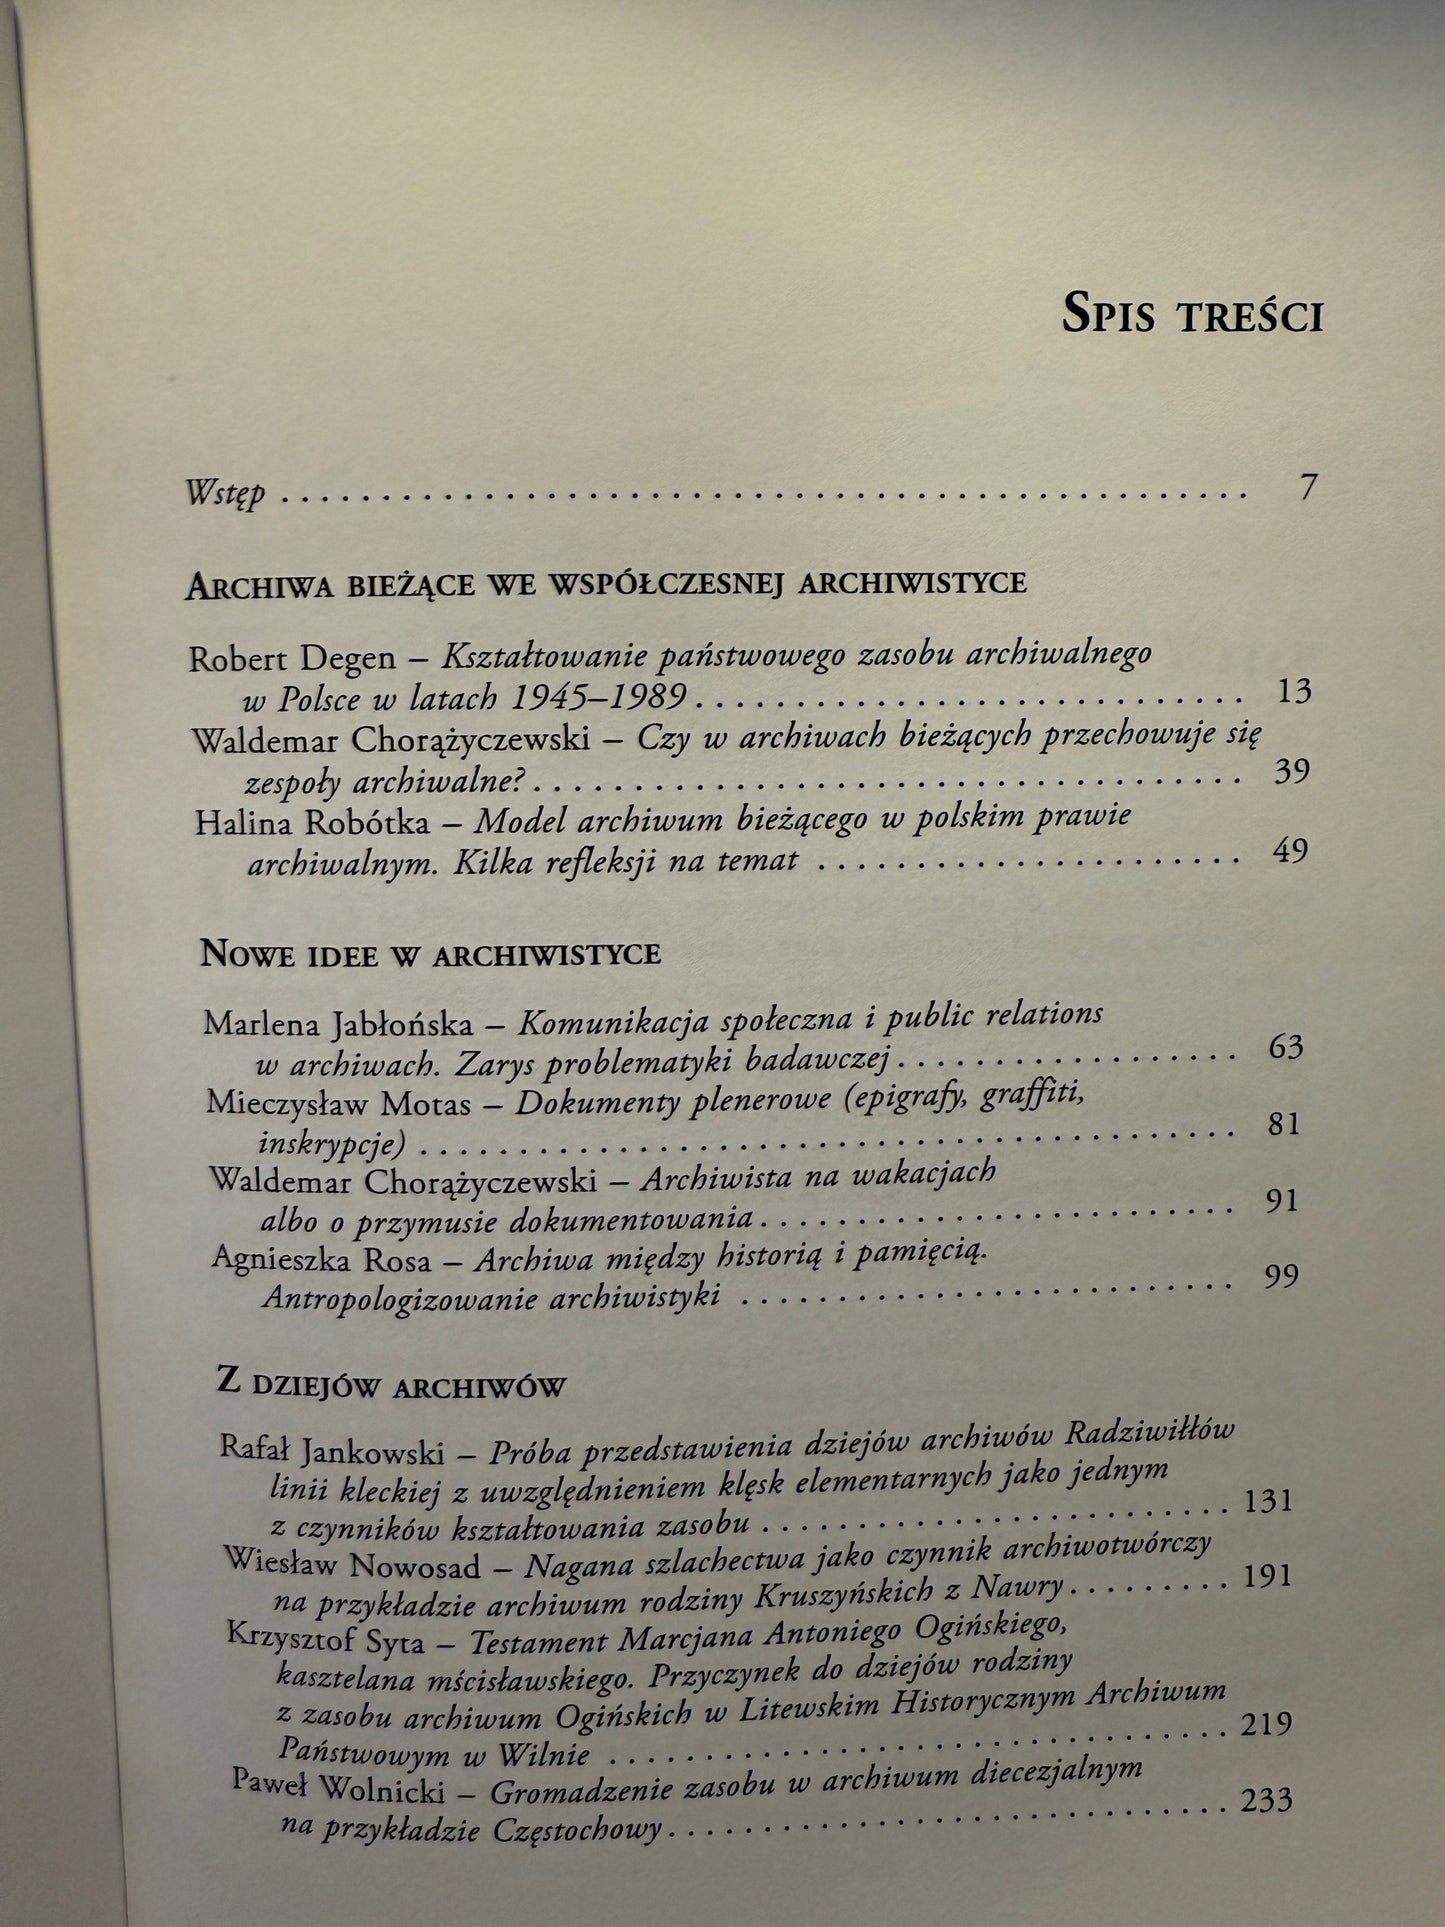 Spis treści
Wstęp . . . . . . . . . . . . . . . . . . . . . . . . . . . . . . . . . . . . . . . . . . . . . . 7
Archiwa bieżące we współczesnej archiwistyce
Robert Degen – Kształtowanie państwowego zasobu archiwalnego
w Polsce w latach 1945–1989 . . . . . . . . . . . . . . . . . . . . . . . . . . . 13
Waldemar Chorążyczewski – Czy w archiwach bieżących przechowuje się
zespoły archiwalne? . . . . . . . . . . . . . . . . . . . . . . . . . . . . . . . . . . . 39
Halina Robótka – Model archiwum bieżącego w polskim prawie
archiwalnym. Kilka refleksji na temat . . . . . . . . . . . . . . . . . . . . . . 49
Nowe idee w archiwistyce
Marlena Jabłońska – Komunikacja społeczna i public relations
w archiwach. Zarys problematyki badawczej . . . . . . . . . . . . . . . . . . 63
Mieczysław Motas – Dokumenty plenerowe (epigrafy, graffiti,
inskrypcje) . . . . . . . . . . . . . . . . . . . . . . . . . . . . . . . . . . . . . . . . . 81
Waldemar Chorążyczewski – Archiwista na wakacjach
albo o przymusie dokumentowania . . . . . . . . . . . . . . . . . . . . . . . . 91
Agnieszka Rosa – Archiwa między historią i pamięcią.
Antropologizowanie archiwistyki . . . . . . . . . . . . . . . . . . . . . . . . . . 99
Z dziejów archiwów
Rafał Jankowski – Próba przedstawienia dziejów archiwów Radziwiłłów
linii kleckiej z uwzględnieniem klęsk elementarnych jako jednym
z czynników kształtowania zasobu . . . . . . . . . . . . . . . . . . . . . . . . . 131
Wiesław Nowosad – Nagana szlachectwa jako czynnik archiwotwórczy
na przykładzie archiwum rodziny Kruszyńskich z Nawry . . . . . . . . . 191
Krzysztof Syta – Testament Marcjana Antoniego Ogińskiego,
kasztelana mścisławskiego. Przyczynek do dziejów rodziny
z zasobu archiwum Ogińskich w Litewskim Historycznym Archiwum
Państwowym w Wilnie . . . . . . . . . . . . . . . . . . . . . . . . . . . . . . . . 219
Paweł Wolnicki – Gromadzenie zasobu w archiwum diecezjalnym
na przykładzie Częstochowy . . . . . . . . . . . . . . . . . . . . . . . . . . . . . 233